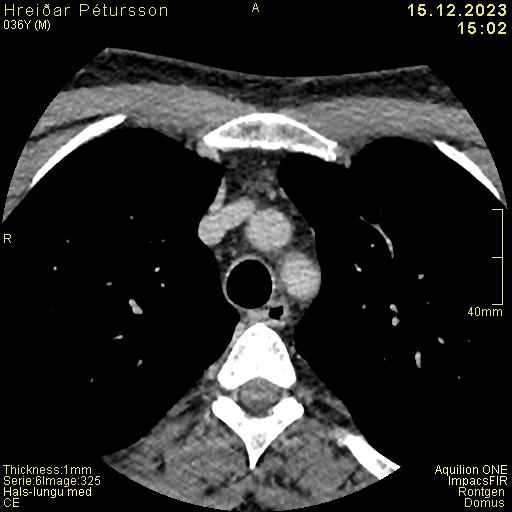 Hreiðar Pétursson
036Y (M)
A
15.12.2023
15:02
R
40mm
Thickness:1mm
Serie:6Image:325
Hals-lungu med
CE
Aquilion ONE
ImpacsFIR
Rontgen
Domus